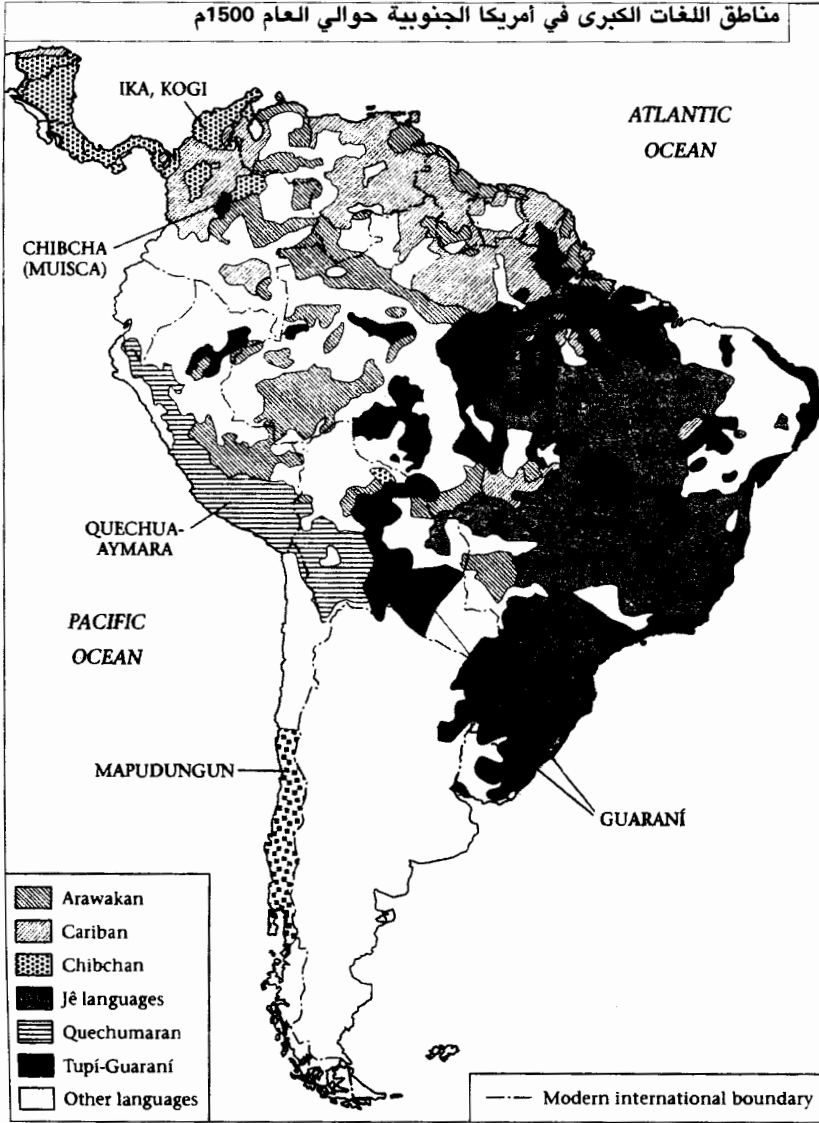 مناطق اللغات الكبرى في أمريكا الجنوبية حوالي العام 1500م
IKA, KOGI
ATLANTIC
OCEAN
CHIBCHA
(MUISCA)
QUECHUA-
AYMARA
PACIFIC
OCEAN
MAPUDUNGUN
GUARANÍ
Arawakan
Cariban
Chibchan
Jê languages
Quechumaran
Tupí-Guaraní
Other languages
Modern international boundary